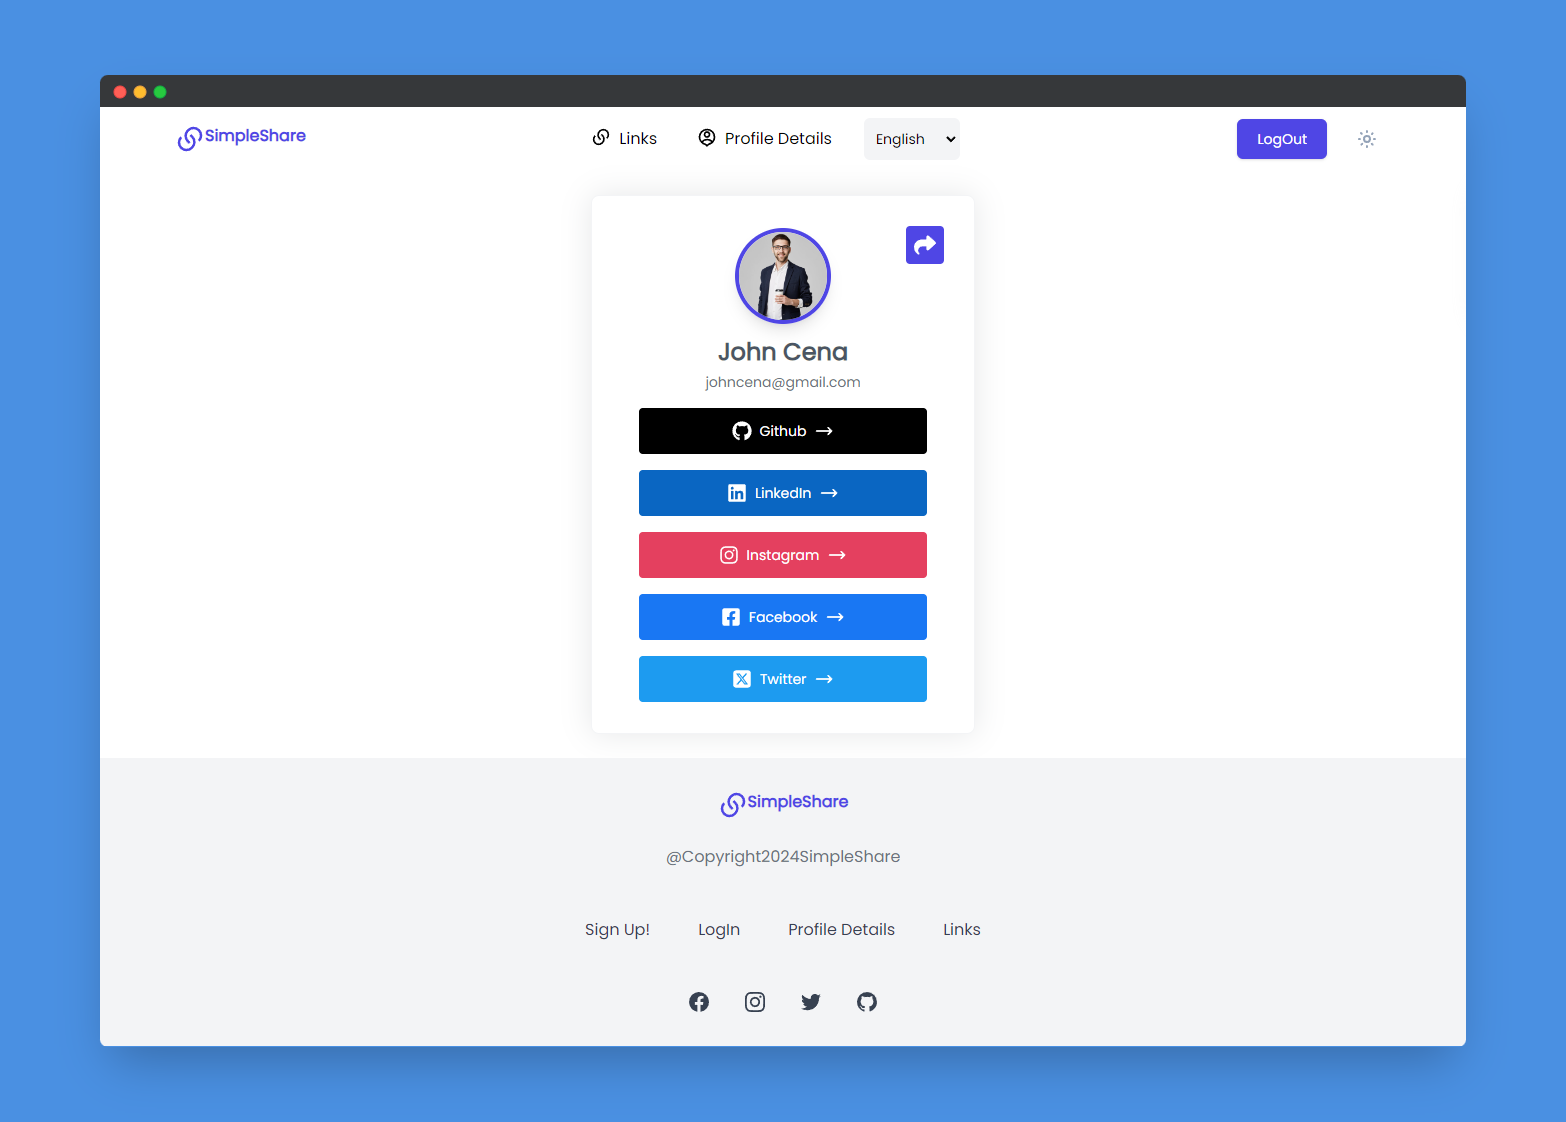 SimpleShare
Links
Profile Details
English
LogOut
John Cena
johncena@gmail.com
Github
LinkedIn
Instagram
Facebook
Twitter
SimpleShare
@Copyright2024SimpleShare
Sign Up! LogIn Profile Details Links